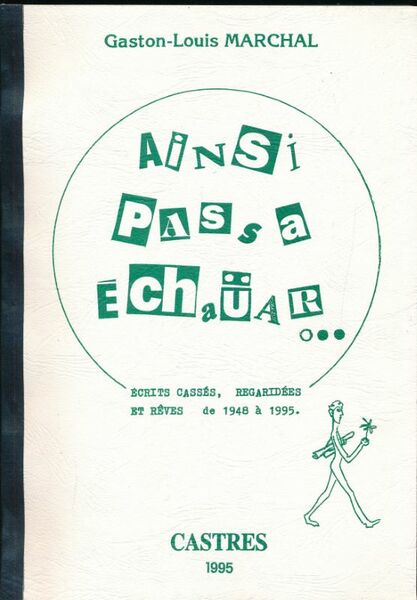 Gaston-Louis MARCHAL
AiNSi
PASSa
ÉChaÜAR...
ÉCRITS CASSÉS, REGARIDÉES
ET RÊVES de 1948 à 1995.
CASTRES
1995